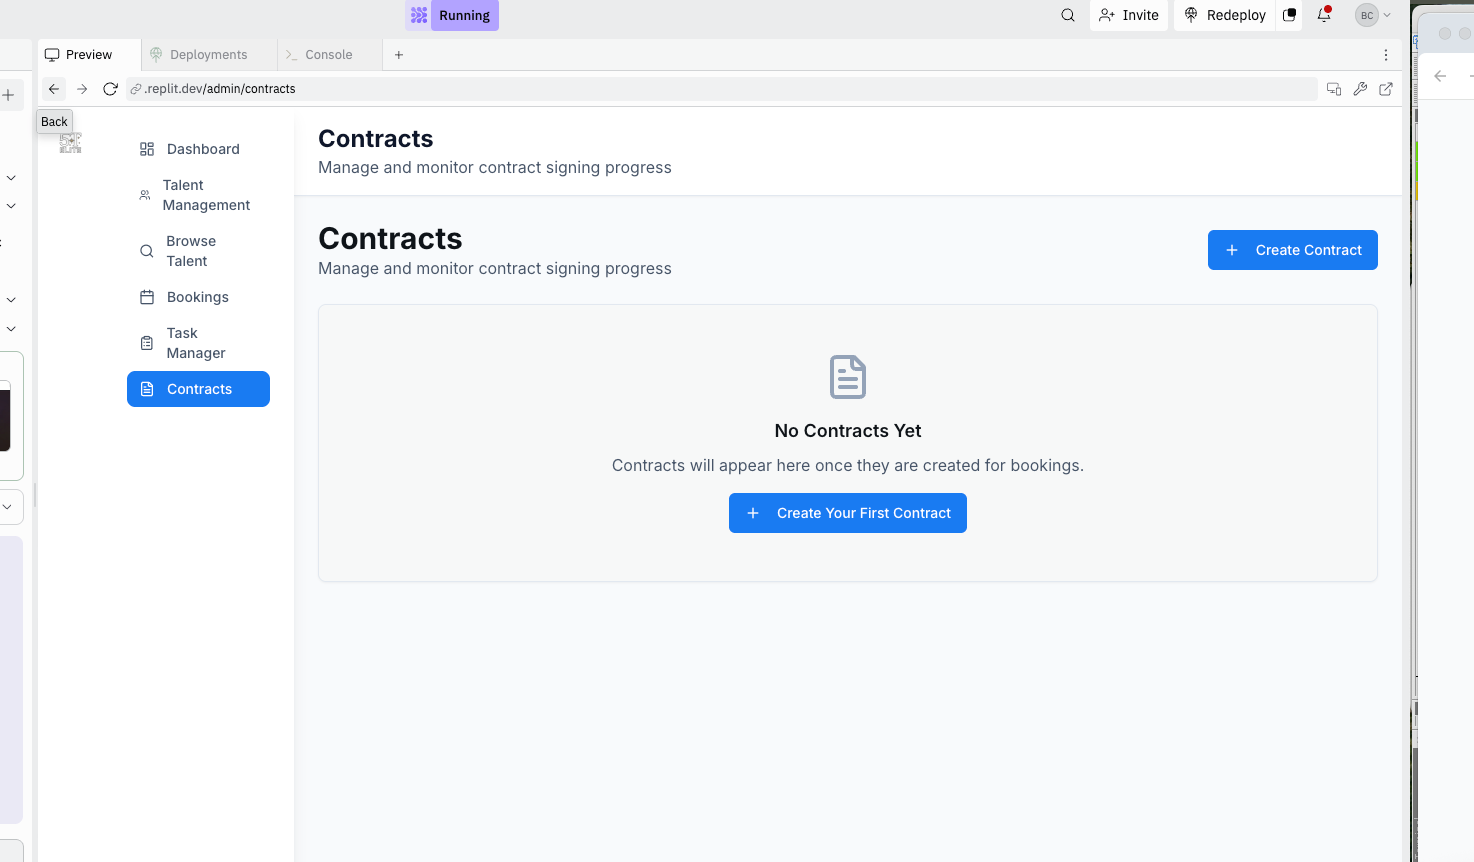 Running
Invite
Redeploy
BC
Preview
Deployments
Console
.replit.dev/admin/contracts
Back
Dashboard
Talent
Management
Browse
Talent
Bookings
Task
Manager
Contracts
Contracts
Manage and monitor contract signing progress
Contracts
Manage and monitor contract signing progress
Create Contract
No Contracts Yet
Contracts will appear here once they are created for bookings.
Create Your First Contract